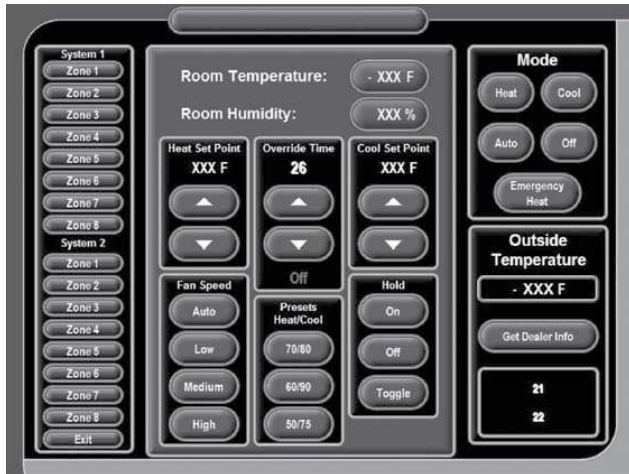 System 1
Zone 1
Zone 2
Zone 3
Zone 4
Zone 5
Zone 6
Zone 7
Zone 8
System 2
Zone 1
Zone 2
Zone 3
Zone 4
Zone 5
Zone 6
Zone 7
Zone 8
Exit
Room Temperature: - XXX F
Room Humidity: XXX %
Heat Set Point
XXX F
Override Time
26
Off
Cool Set Point
XXX F
Fan Speed
Auto
Low
Medium
High
Presets
Heat/Cool
70/80
60/90
50/75
Hold
On
Off
Toggle
Mode
Heat Cool
Auto Off
Emergency
Heat
Outside
Temperature
- XXX F
Get Dealer Info
21
22